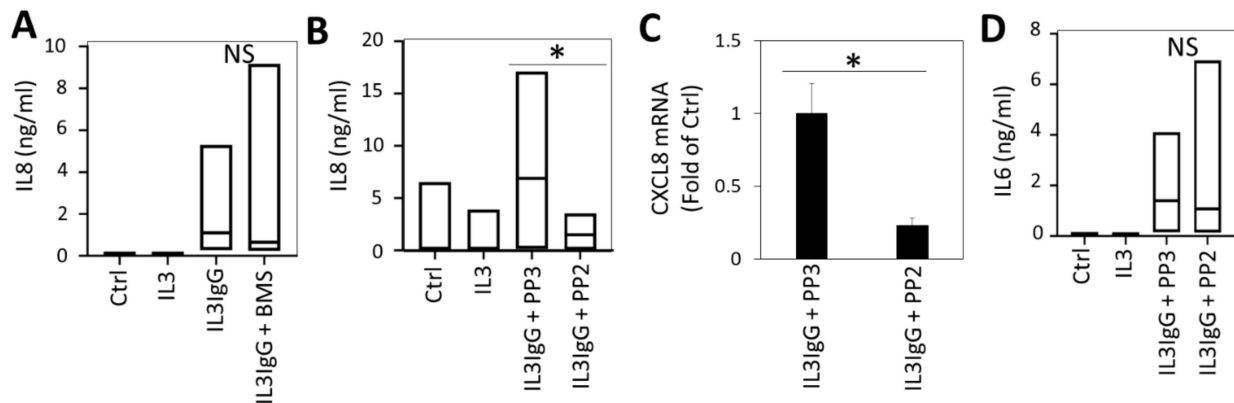 A
IL8 (ng/ml)
10
8
6
4
2
0
NS
Ctrl
IL3
IL3IgG
IL3IgG + BMS
B
IL8 (ng/ml)
20
15
10
5
0
*
Ctrl
IL3
IL3IgG + PP3
IL3IgG + PP2
C
CXCL8 mRNA
(Fold of Ctrl)
1.5
1
0.5
0
*
IL3IgG + PP3
IL3IgG + PP2
D
IL6 (ng/ml)
8
6
4
2
0
NS
Ctrl
IL3
IL3IgG + PP3
IL3IgG + PP2